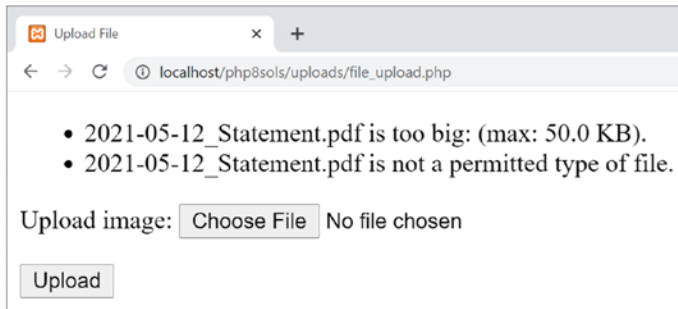 Upload File
localhost/php8sols/uploads/file_upload.php
2021-05-12_Statement.pdf is too big: (max: 50.0 KB).
2021-05-12_Statement.pdf is not a permitted type of file.
Upload image: Choose File No file chosen
Upload